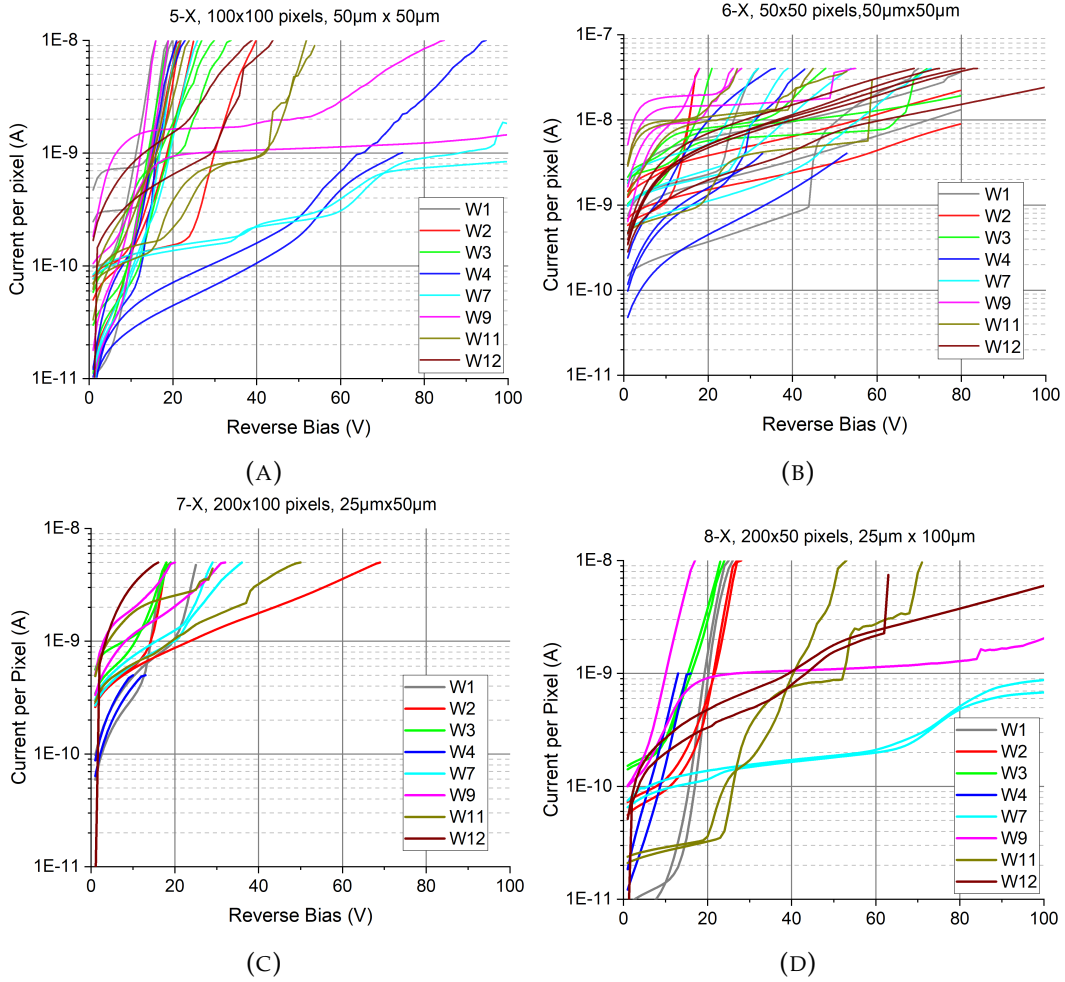 5-X, 100x100 pixels, 50µm x 50µm
1E-8
1E-9
1E-10
1E-11
Current per pixel (A)
0 20 40 60 80 100
Reverse Bias (V)
W1
W2
W3
W4
W7
W9
W11
W12
(A)
6-X, 50x50 pixels,50µmx50µm
1E-7
1E-8
1E-9
1E-10
1E-11
Current per pixel (A)
0 20 40 60 80 100
Reverse Bias (V)
W1
W2
W3
W4
W7
W9
W11
W12
(B)
7-X, 200x100 pixels, 25µmx50µm
1E-8
1E-9
1E-10
1E-11
Current per Pixel (A)
0 20 40 60 80 100
Reverse Bias (V)
W1
W2
W3
W4
W7
W9
W11
W12
(C)
8-X, 200x50 pixels, 25µm x 100µm
1E-8
1E-9
1E-10
1E-11
Current per Pixel (A)
0 20 40 60 80 100
W1
W2
W3
W4
W7
W9
W11
W12
(D)